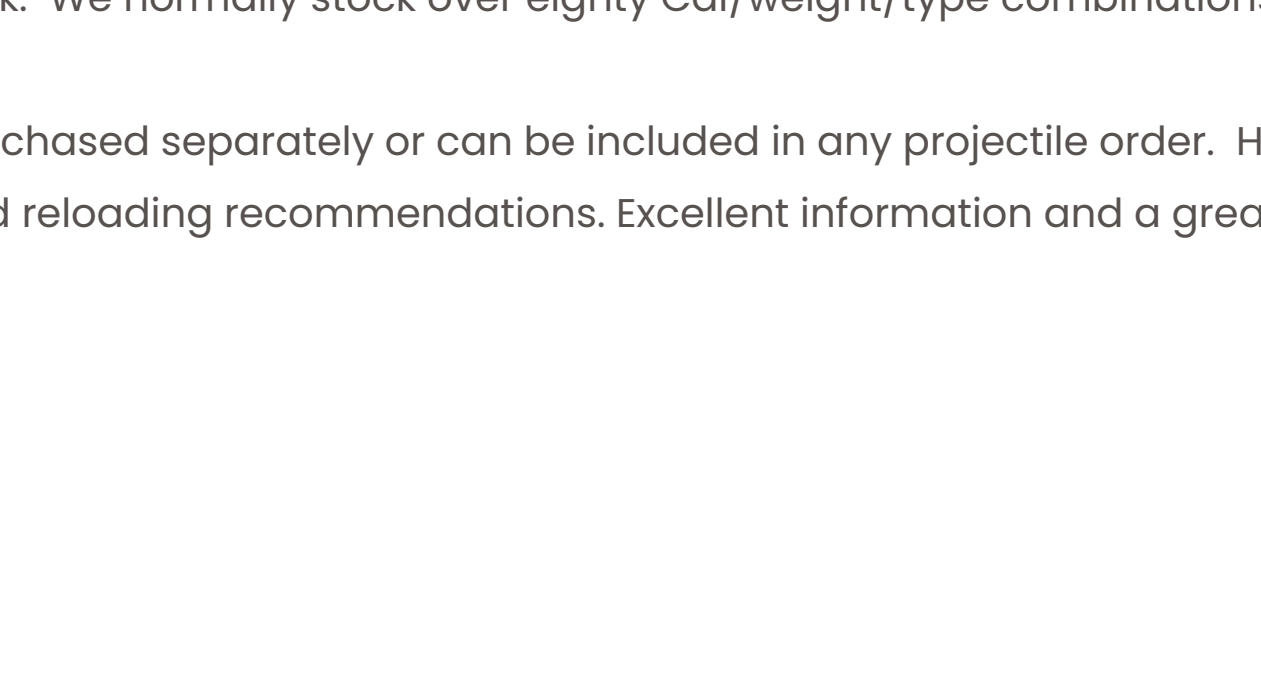 k. We normally stock over eighty Cal/weight/type combinations
chased separately or can be included in any projectile order. H
d reloading recommendations. Excellent information and a grea